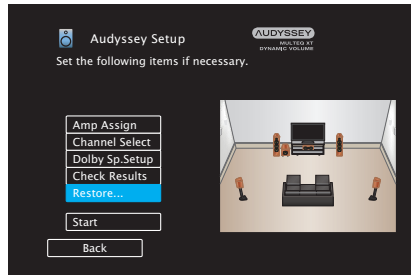 Audyssey Setup
AUDYSSEY
MULTEQ XT
DYNAMIC VOLUME
Set the following items if necessary.
Amp Assign
Channel Select
Dolby Sp.Setup
Check Results
Restore...
Start
Back